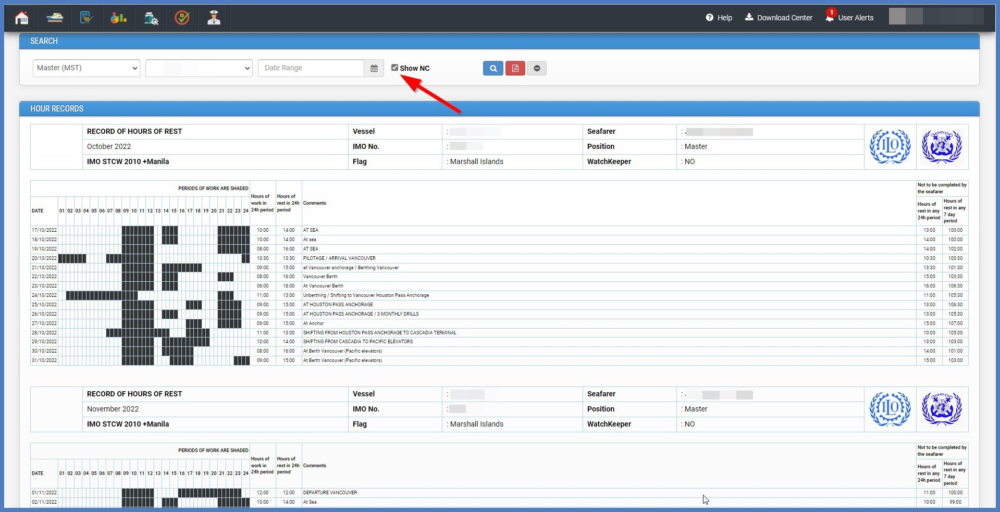 Help Download Center 1 User Alerts
SEARCH
Master (MST) Date Range Show NC
HOUR RECORDS
RECORD OF HOURS OF REST Vessel : Seafarer :
October 2022 IMO No. : Position : Master
IMO STCW 2010 +Manila Flag : Marshall Islands WatchKeeper : NO
ILO
PERIODS OF WORK ARE SHADED Hours of work in 24h period Hours of rest in 24h period Comments Not to be completed by the seafarer
DATE 01 02 03 04 05 06 07 08 09 10 11 12 13 14 15 16 17 18 19 20 21 22 23 24 Hours of rest in any 24h period Hours of rest in any 7 day period
17/10/2022 10:00 14:00 AT SEA 13:00 100:00
18/10/2022 10:00 14:00 At sea 14:00 100:00
19/10/2022 08:00 16:00 AT SEA 14:00 102:00
20/10/2022 10:30 13:30 PILOTAGE / ARRIVAL VANCOUVER 10:30 100:30
21/10/2022 09:00 15:00 at Vancouver anchorage / Berthing Vancouver 13:30 101:30
22/10/2022 08:00 16:00 Vancouver Berth 15:00 103:30
23/10/2022 06:00 18:00 At Vancouver Berth 16:00 106:30
24/10/2022 11:00 13:00 Unberthing / Shifting to Vancouver Houston Pass Anchorage 11:00 105:30
25/10/2022 09:00 15:00 AT HOUSTON PASS ANCHORAGE 13:00 106:30
26/10/2022 09:00 15:00 AT HOUSTON PASS ANCHORAGE / 3 MONTHLY DRILLS 13:00 105:30
27/10/2022 09:00 15:00 At Anchor 15:00 107:00
28/10/2022 11:00 13:00 SHIFTING FROM HOUSTON PASS ANCHORAGE TO CASCADIA TERMINAL 10:00 105:00
29/10/2022 10:00 14:00 SHIFTING FROM CASCADIA TO PACIFIC ELEVATORS 13:00 103:00
30/10/2022 08:00 16:00 At Berth Vancouver (Pacific elevators) 14:00 101:00
31/10/2022 09:00 15:00 At Berth Vancouver (Pacific elevators) 15:00 103:00
RECORD OF HOURS OF REST Vessel : Seafarer :
November 2022 IMO No. : Position : Master
IMO STCW 2010 +Manila Flag : Marshall Islands WatchKeeper : NO
ILO
PERIODS OF WORK ARE SHADED Hours of work in 24h period Hours of rest in 24h period Comments Not to be completed by the seafarer
DATE 01 02 03 04 05 06 07 08 09 10 11 12 13 14 15 16 17 18 19 20 21 22 23 24 Hours of rest in any 24h period Hours of rest in any 7 day period
01/11/2022 12:00 12:00 DEPARTURE VANCOUVER 11:00 100:00
02/11/2022 10:00 14:00 At Sea 10:00 99:00